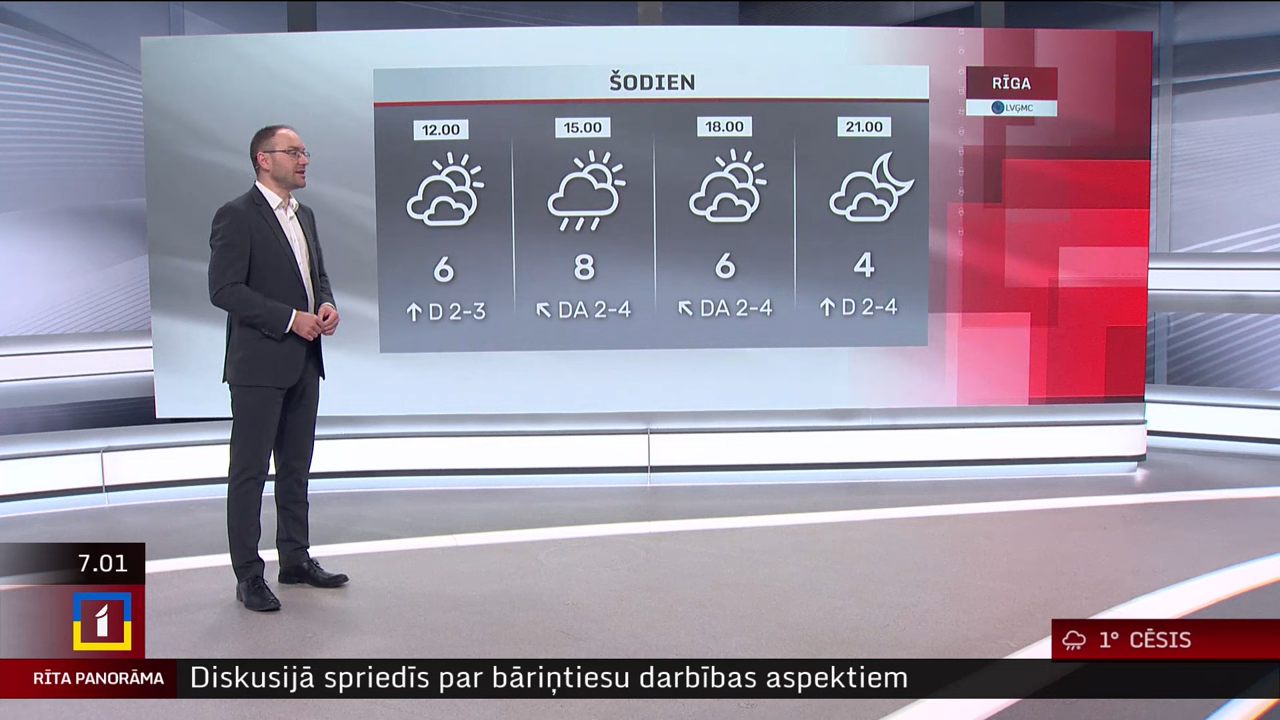 ŠODIEN
RĪGA
LVĢMC
12.00
15.00
18.00
21.00
6
8
6
4
D 2-3
DA 2-4
DA 2-4
D 2-4
7.01
1
1° CĒSIS
RĪTA PANORĀMA
Diskusijā spriedīs par bāriņtiesu darbības aspektiem